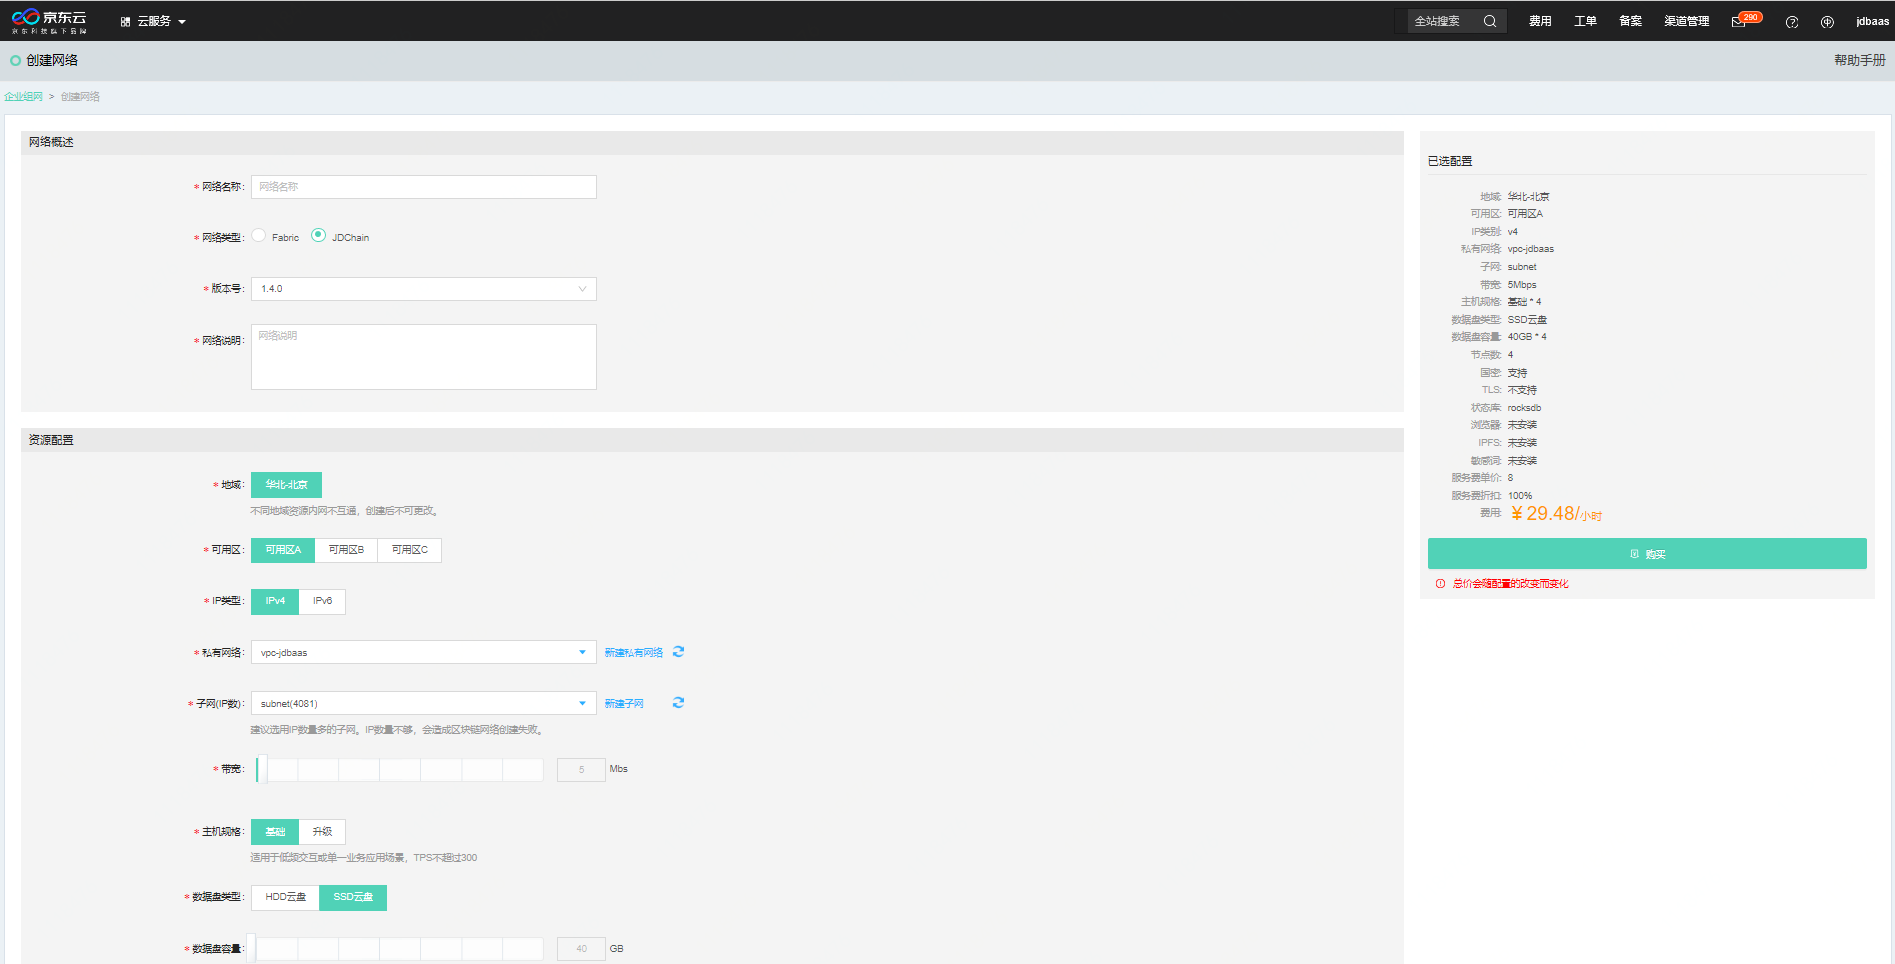 京东云
京东科技旗下品牌
云服务
全站搜索
费用
工单
备案
渠道管理
290
jdbaas
创建网络
帮助手册
企业组网 > 创建网络
网络概述
* 网络名称:
网络名称
* 网络类型:
Fabric
JDChain
* 版本号:
1.4.0
* 网络说明:
网络说明
资源配置
* 地域:
华北-北京
不同地域资源内网不互通，创建后不可更改。
* 可用区:
可用区A
可用区B
可用区C
* IP类型:
IPv4
IPv6
* 私有网络:
vpc-jdbaas
新建私有网络
* 子网(IP数):
subnet(4081)
新建子网
建议选用IP数量多的子网。IP数量不够，会造成区块链网络创建失败。
* 带宽:
5
Mbs
* 主机规格:
基础
升级
适用于低频交互或单一业务应用场景，TPS不超过300
* 数据盘类型:
HDD云盘
SSD云盘
* 数据盘容量:
40
GB
已选配置
地域: 华北-北京
可用区: 可用区A
IP类别: v4
私有网络: vpc-jdbaas
子网: subnet
带宽: 5Mbps
主机规格: 基础 * 4
数据盘类型: SSD云盘
数据盘容量: 40GB * 4
节点数: 4
国密: 支持
TLS: 不支持
状态库: rocksdb
浏览器: 未安装
IPFS: 未安装
敏感词: 未安装
服务费单价: 8
服务费折扣: 100%
费用: ¥ 29.48/小时
购买
总价会随配置的改变而变化